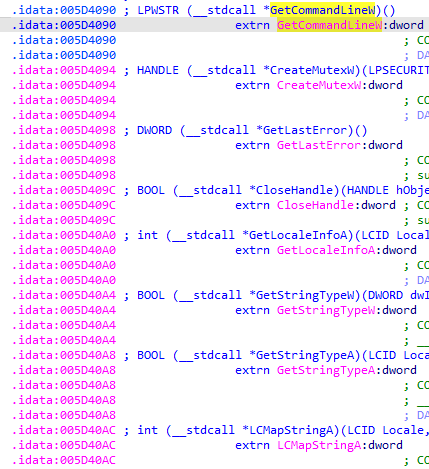 .idata:005D4090 ; LPWSTR (__stdcall *GetCommandLineW)()
.idata:005D4090 extrn GetCommandLineW:dword
.idata:005D4090 ; CO
.idata:005D4090 ; DA
.idata:005D4094 ; HANDLE (__stdcall *CreateMutexW)(LPSECURIT
.idata:005D4094 extrn CreateMutexW:dword
.idata:005D4094 ; CO
.idata:005D4094 ; DA
.idata:005D4098 ; DWORD (__stdcall *GetLastError)()
.idata:005D4098 extrn GetLastError:dword
.idata:005D4098 ; CO
.idata:005D4098 ; su
.idata:005D409C ; BOOL (__stdcall *CloseHandle)(HANDLE hObje
.idata:005D409C extrn CloseHandle:dword ; CO
.idata:005D409C ; su
.idata:005D40A0 ; int (__stdcall *GetLocaleInfoA)(LCID Local
.idata:005D40A0 extrn GetLocaleInfoA:dword
.idata:005D40A0 ; CO
.idata:005D40A0 ; DA
.idata:005D40A4 ; BOOL (__stdcall *GetStringTypeW)(DWORD dwI
.idata:005D40A4 extrn GetStringTypeW:dword
.idata:005D40A4 ; CO
.idata:005D40A4 ; __
.idata:005D40A8 ; BOOL (__stdcall *GetStringTypeA)(LCID Loca
.idata:005D40A8 extrn GetStringTypeA:dword
.idata:005D40A8 ; CO
.idata:005D40A8 ; __
.idata:005D40A8 ; DA
.idata:005D40AC ; int (__stdcall *LCMapStringA)(LCID Locale,
.idata:005D40AC extrn LCMapStringA:dword
.idata:005D40AC ; CO